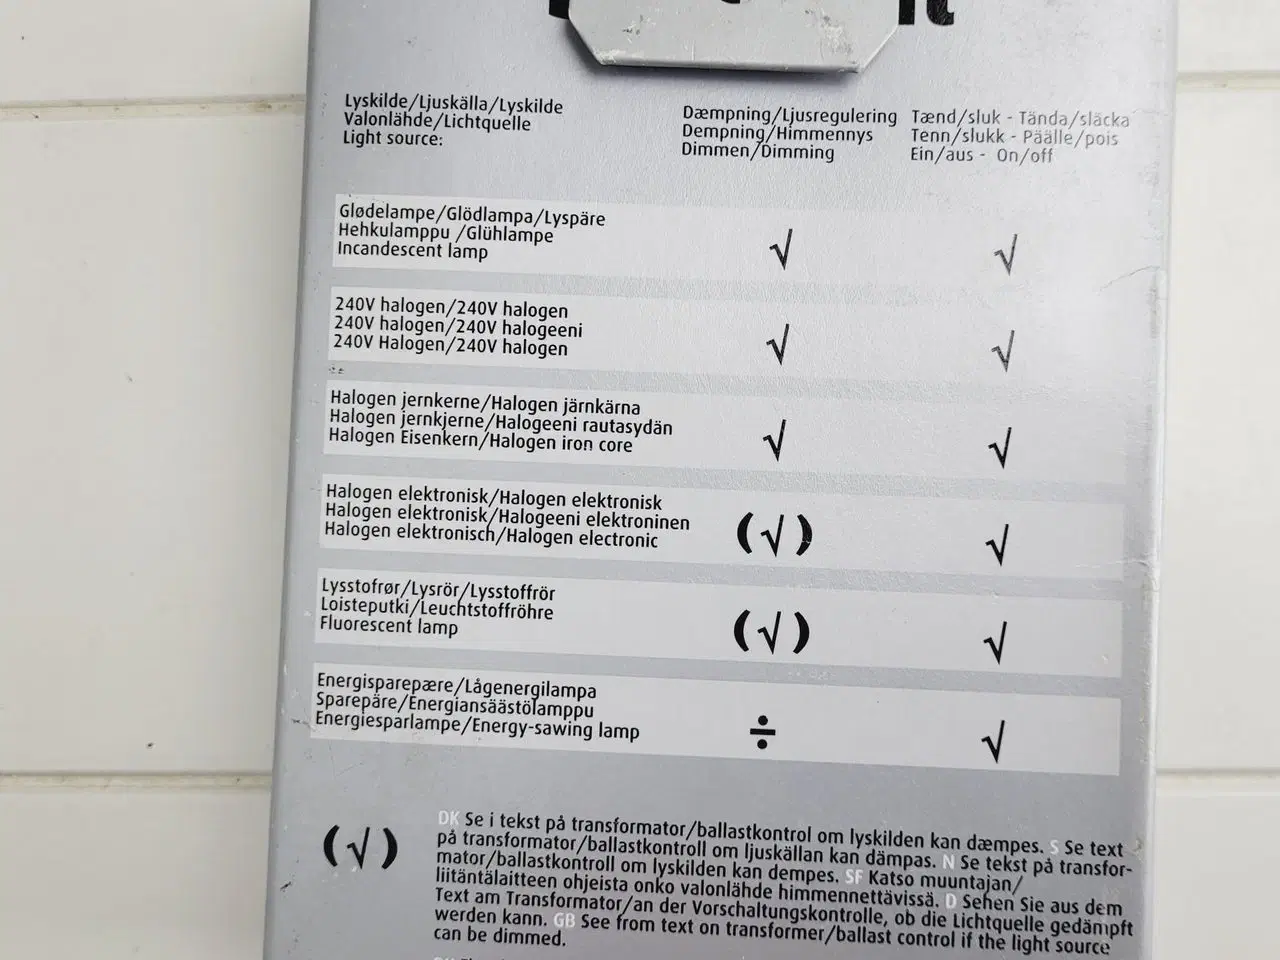 Lyskilde/Ljuskälla/Lyskilde
Valonlähde/Lichtquelle
Light source:
Dæmpning/Ljusregulering
Dempning/Himmennys
Dimmen/Dimming
Tænd/sluk - Tända/släcka
Tenn/slukk - Päälle/pois
Ein/aus - On/off
Glødelampe/Glödlampa/Lyspäre
Hehkulamppu /Glühlampe
Incandescent lamp
√ √
240V halogen/240V halogen
240V halogen/240V halogeeni
240V Halogen/240V halogen
√ √
Halogen jernkerne/Halogen järnkärna
Halogen jernkjerne/Halogeeni rautasydän
Halogen Eisenkern/Halogen iron core
√ √
Halogen elektronisk/Halogen elektronisk
Halogen elektronisk/Halogeeni elektroninen
Halogen elektronisch/Halogen electronic
(√) √
Lysstofrør/Lysrör/Lysstoffrör
Loisteputki/Leuchtstoffröhre
Fluorescent lamp
(√) √
Energisparepære/Lågenergilampa
Sparepäre/Energiansäästölamppu
Energiesparlampe/Energy-sawing lamp
÷ √
(√)
DK Se i tekst på transformator/ballastkontrol om lyskilden kan dæmpes. S Se text
på transformator/ballastkontroll om ljuskällan kan dämpas. N Se tekst på transfor-
mator/ballastkontroll om lyskilden kan dempes. SF Katso muuntajan/
liitäntälaitteen ohjeista onko valonlähde himmennettävissä. D Sehen Sie aus dem
Text am Transformator/an der Vorschaltungskontrolle, ob die Lichtquelle gedämpft
werden kann. GB See from text on transformer/ballast control if the light source
can be dimmed.